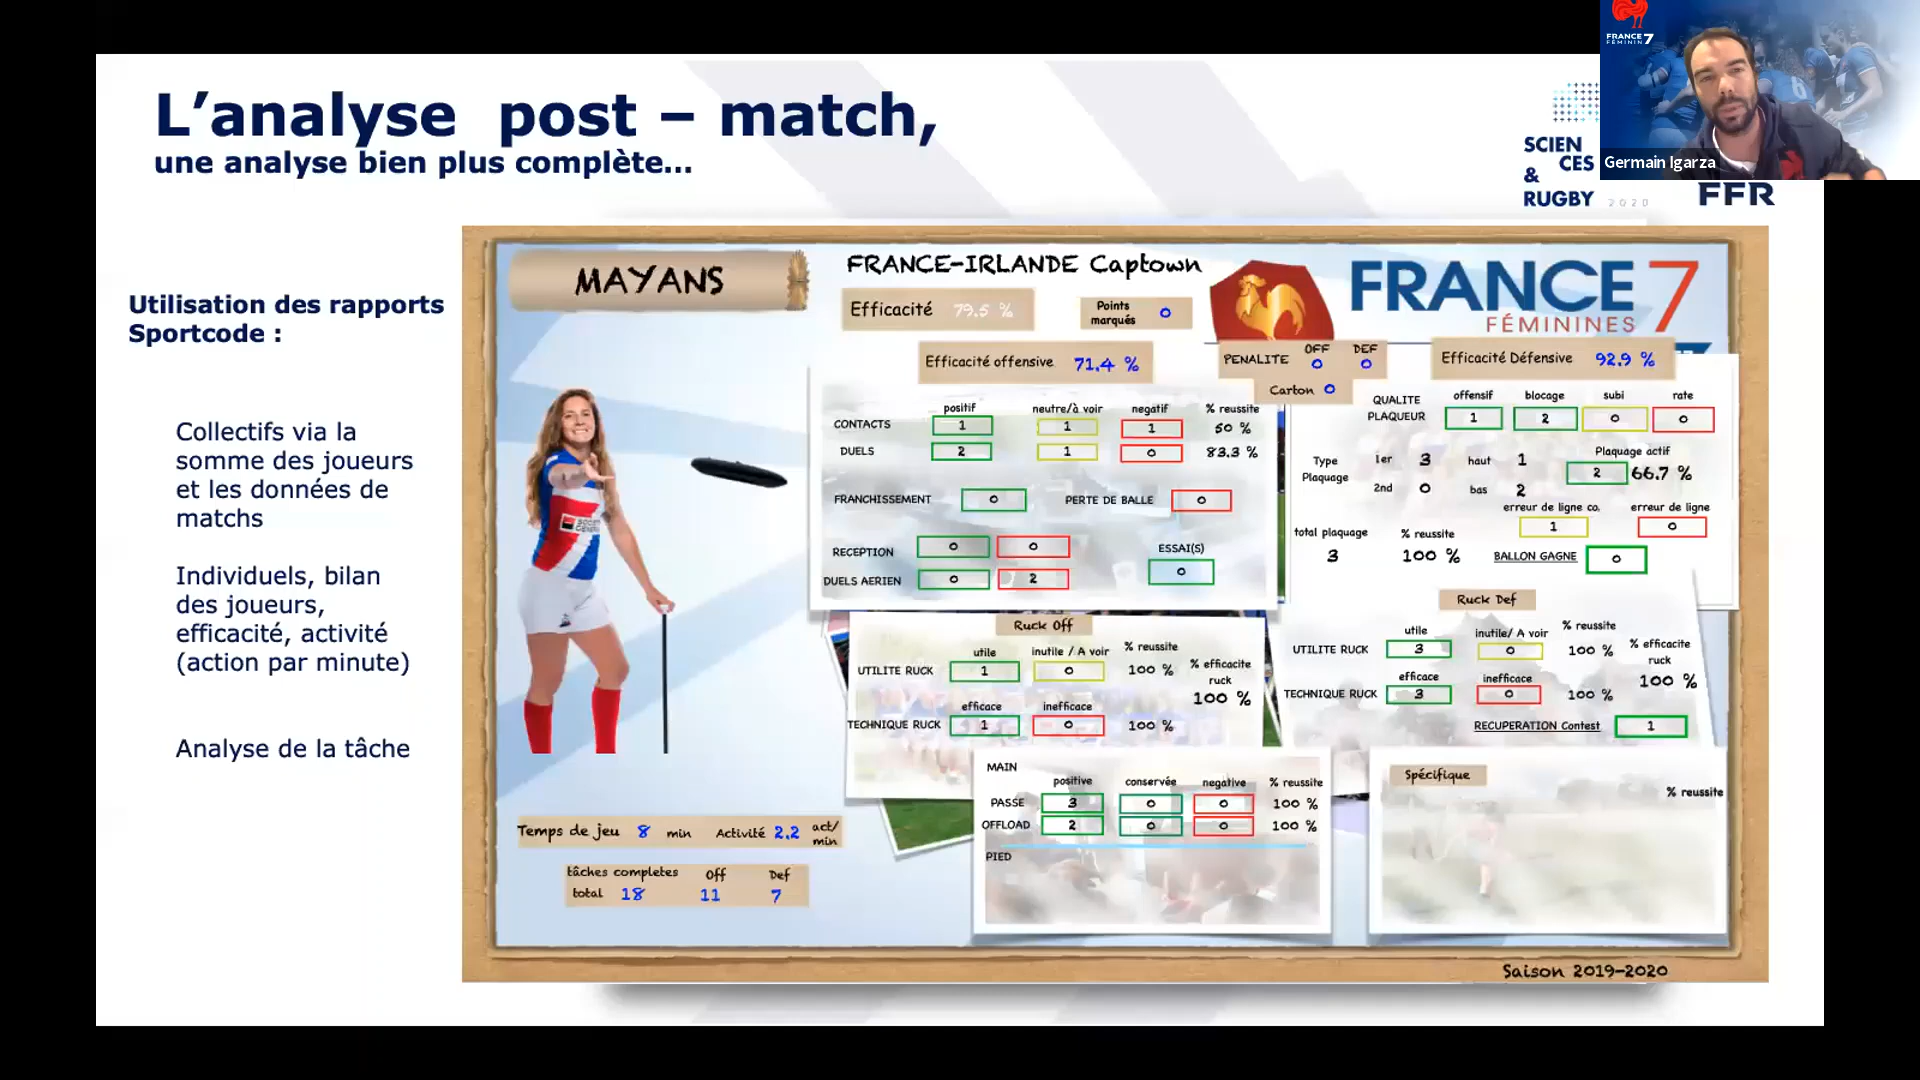 L’analyse post – match,
une analyse bien plus complète...
SCIEN
CES
&
RUGBY 2020
FFR
FRANCE 7
FÉMININ
Germain Igarza
Utilisation des rapports
Sportcode :
Collectifs via la
somme des joueurs
et les données de
matchs
Individuels, bilan
des joueurs,
efficacité, activité
(action par minute)
Analyse de la tâche
MAYANS
FRANCE-IRLANDE Captown
FRANCE 7
FÉMININES
Efficacité 79.5 %
Points
marqués 0
Efficacité offensive 71.4 %
OFF DEF
PENALITE 0 0
Carton 0
Efficacité Défensive 92.9 %
positif neutre/à voir negatif % reussite
CONTACTS 1 1 1 50 %
DUELS 2 1 0 83.3 %
FRANCHISSEMENT 0 PERTE DE BALLE 0
RECEPTION 0 0 ESSAI(S)
DUELS AERIEN 0 2 0
offensif blocage subi rate
QUALITE
PLAQUEUR 1 2 0 0
Type
Plaquage
1er 3 haut 1
2nd 0 bas 2
Plaquage actif
2 66.7 %
erreur de ligne co. erreur de ligne
1 0
total plaquage % reussite
3 100 %
BALLON GAGNE 0
Ruck Off
utile inutile / A voir % reussite
UTILITE RUCK 1 0 100 %
% efficacite
ruck
100 %
efficace inefficace
TECHNIQUE RUCK 1 0 100 %
Ruck Def
utile inutile/ A voir % reussite
UTILITE RUCK 3 0 100 %
% efficacite
ruck
100 %
efficace inefficace
TECHNIQUE RUCK 3 0 100 %
RECUPERATION Contest 1
MAIN
positive conservée negative % reussite
PASSE 3 0 0 100 %
OFFLOAD 2 0 0 100 %
PIED
Spécifique
% reussite
Temps de jeu 8 min Activité 2.2 act/
min
tâches completes Off Def
total 18 11 7
Saison 2019-2020